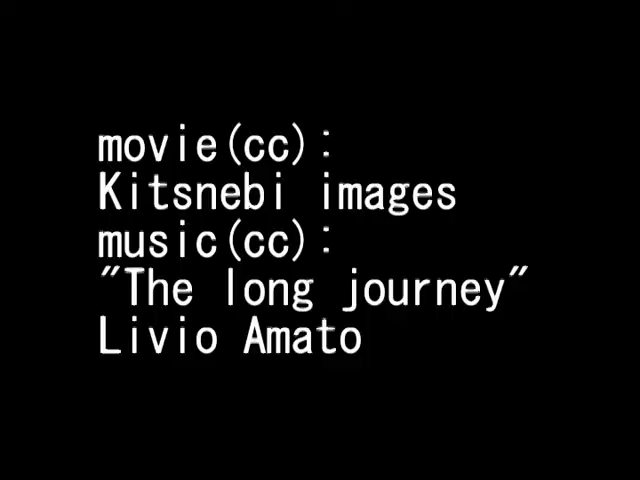 movie(cc):
Kitsnebi images
music(cc):
"The long journey"
Livio Amato